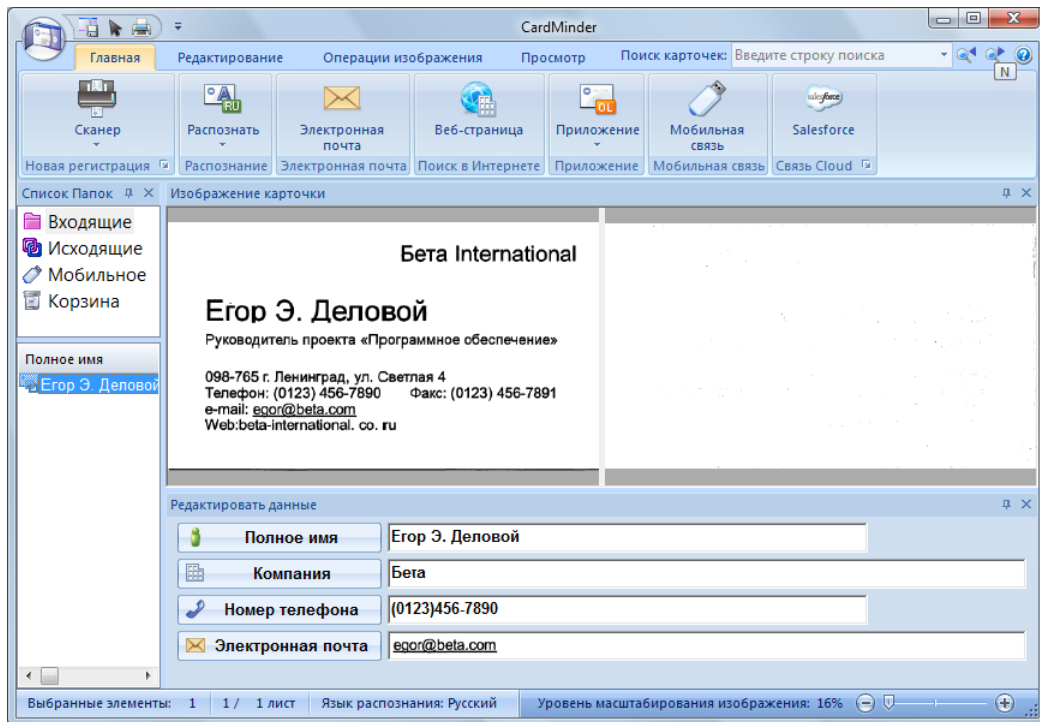 CardMinder
Главная Редактирование Операции изображения Просмотр Поиск карточек: Введите строку поиска
N
RU OL salesforce
Сканер Распознать Электронная почта Веб-страница Приложение Мобильная связь Salesforce
Новая регистрация Распознание Электронная почта Поиск в Интернете Приложение Мобильная связь Связь Cloud
Список Папок Изображение карточки
Входящие
Исходящие
Мобильное
Корзина
Полное имя
Егор Э. Деловой
Бета International
Егор Э. Деловой
Руководитель проекта «Программное обеспечение»
098-765 г. Ленинград, ул. Светлая 4
Телефон: (0123) 456-7890 Факс: (0123) 456-7891
e-mail: egor@beta.com
Web:beta-international. co. ru
Редактировать данные
Полное имя Егор Э. Деловой
Компания Бета
Номер телефона (0123)456-7890
Электронная почта egor@beta.com
Выбранные элементы: 1 1 / 1 лист Язык распознания: Русский Уровень масштабирования изображения: 16%